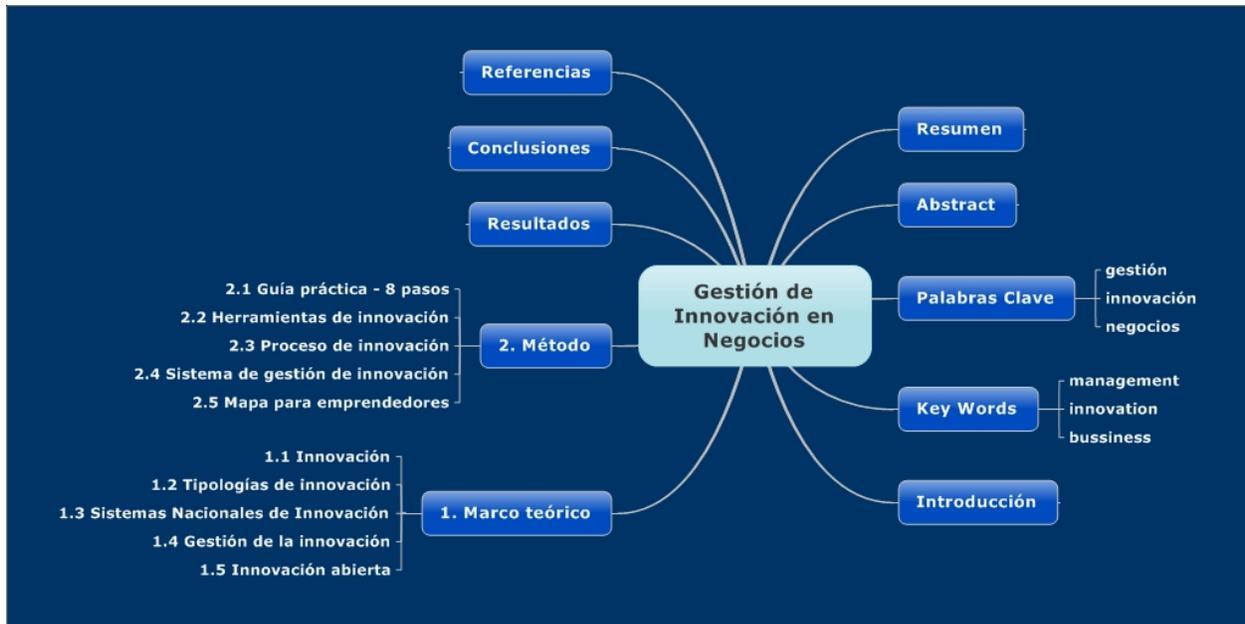 Gestión de
Innovación en
Negocios
Resumen
Abstract
Palabras Clave
gestión
innovación
negocios
Key Words
management
innovation
bussiness
Introducción
1. Marco teórico
1.1 Innovación
1.2 Tipologías de innovación
1.3 Sistemas Nacionales de Innovación
1.4 Gestión de la innovación
1.5 Innovación abierta
2. Método
2.1 Guía práctica - 8 pasos
2.2 Herramientas de innovación
2.3 Proceso de innovación
2.4 Sistema de gestión de innovación
2.5 Mapa para emprendedores
Resultados
Conclusiones
Referencias